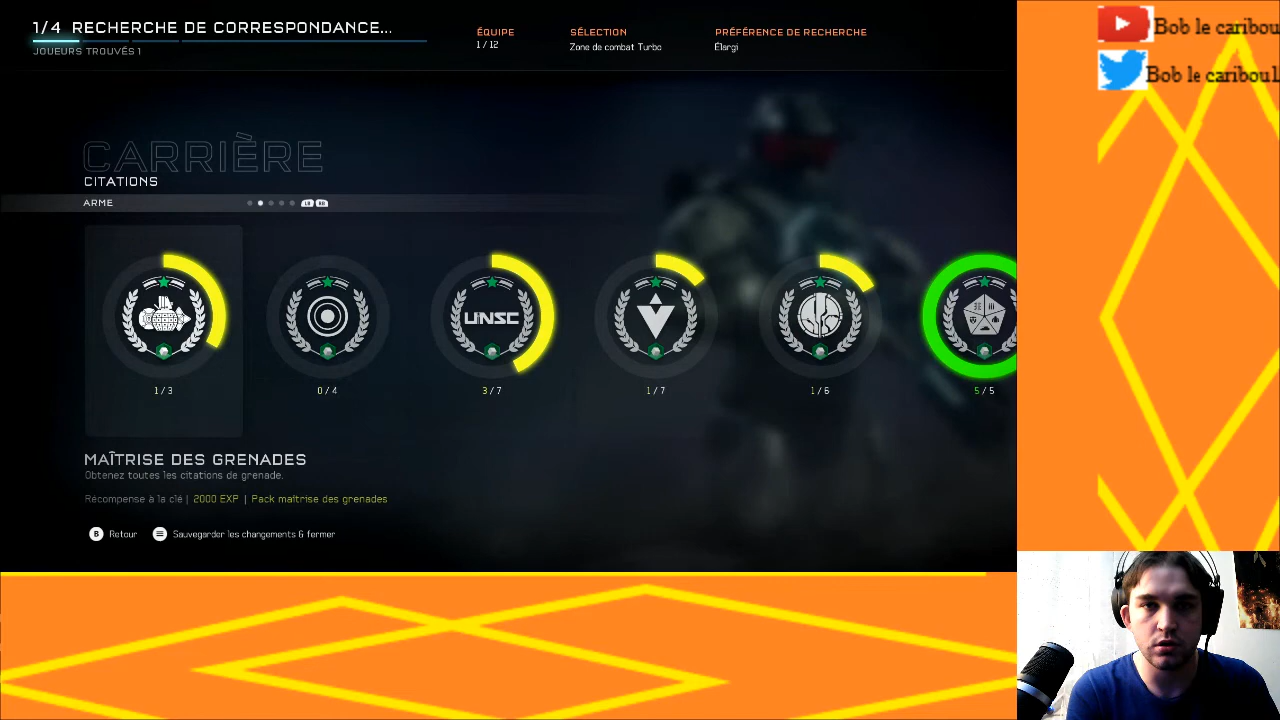 1/4 RECHERCHE DE CORRESPONDANCE...
JOUEURS TROUVÉS 1
ÉQUIPE
1 / 12
SÉLECTION
Zone de combat Turbo
PRÉFÉRENCE DE RECHERCHE
Élargi
Bob le caribou
Bob le caribou1
CARRIÈRE
CITATIONS
ARME
LB RB
UNSC
1 / 3
0 / 4
3 / 7
1 / 7
1 / 6
5 / 5
MAÎTRISE DES GRENADES
Obtenez toutes les citations de grenade.
Récompense à la clé | 2000 EXP | Pack maîtrise des grenades
B Retour
Sauvegarder les changements & fermer